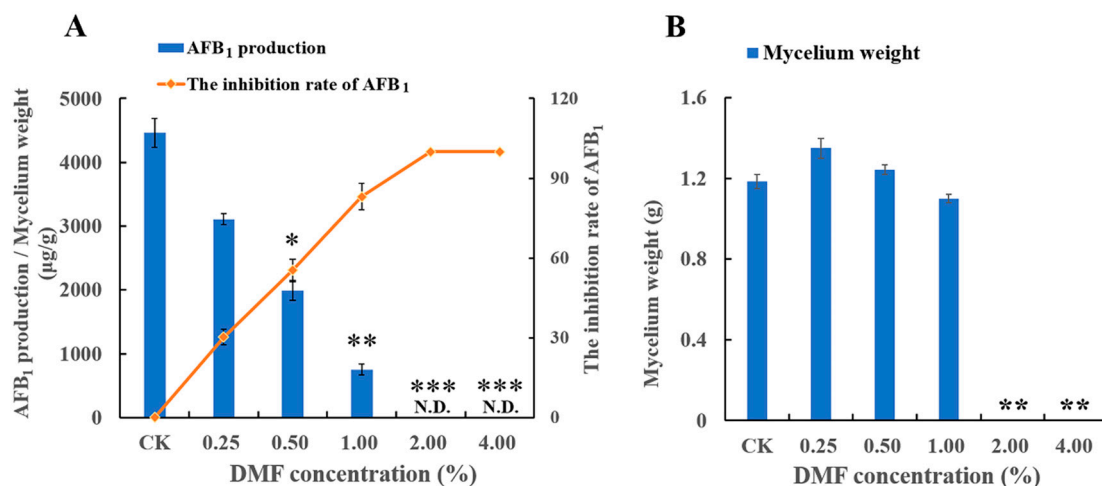 A
AFB₁ production
The inhibition rate of AFB₁
AFB₁ production / Mycelium weight
(μg/g)
5000
4000
3000
2000
1000
0
120
90
60
30
0
The inhibition rate of AFB₁
*
**
***
N.D.
***
N.D.
CK 0.25 0.50 1.00 2.00 4.00
DMF concentration (%)
B
Mycelium weight
Mycelium weight (g)
1.6
1.2
0.8
0.4
0
** **
CK 0.25 0.50 1.00 2.00 4.00
DMF concentration (%)